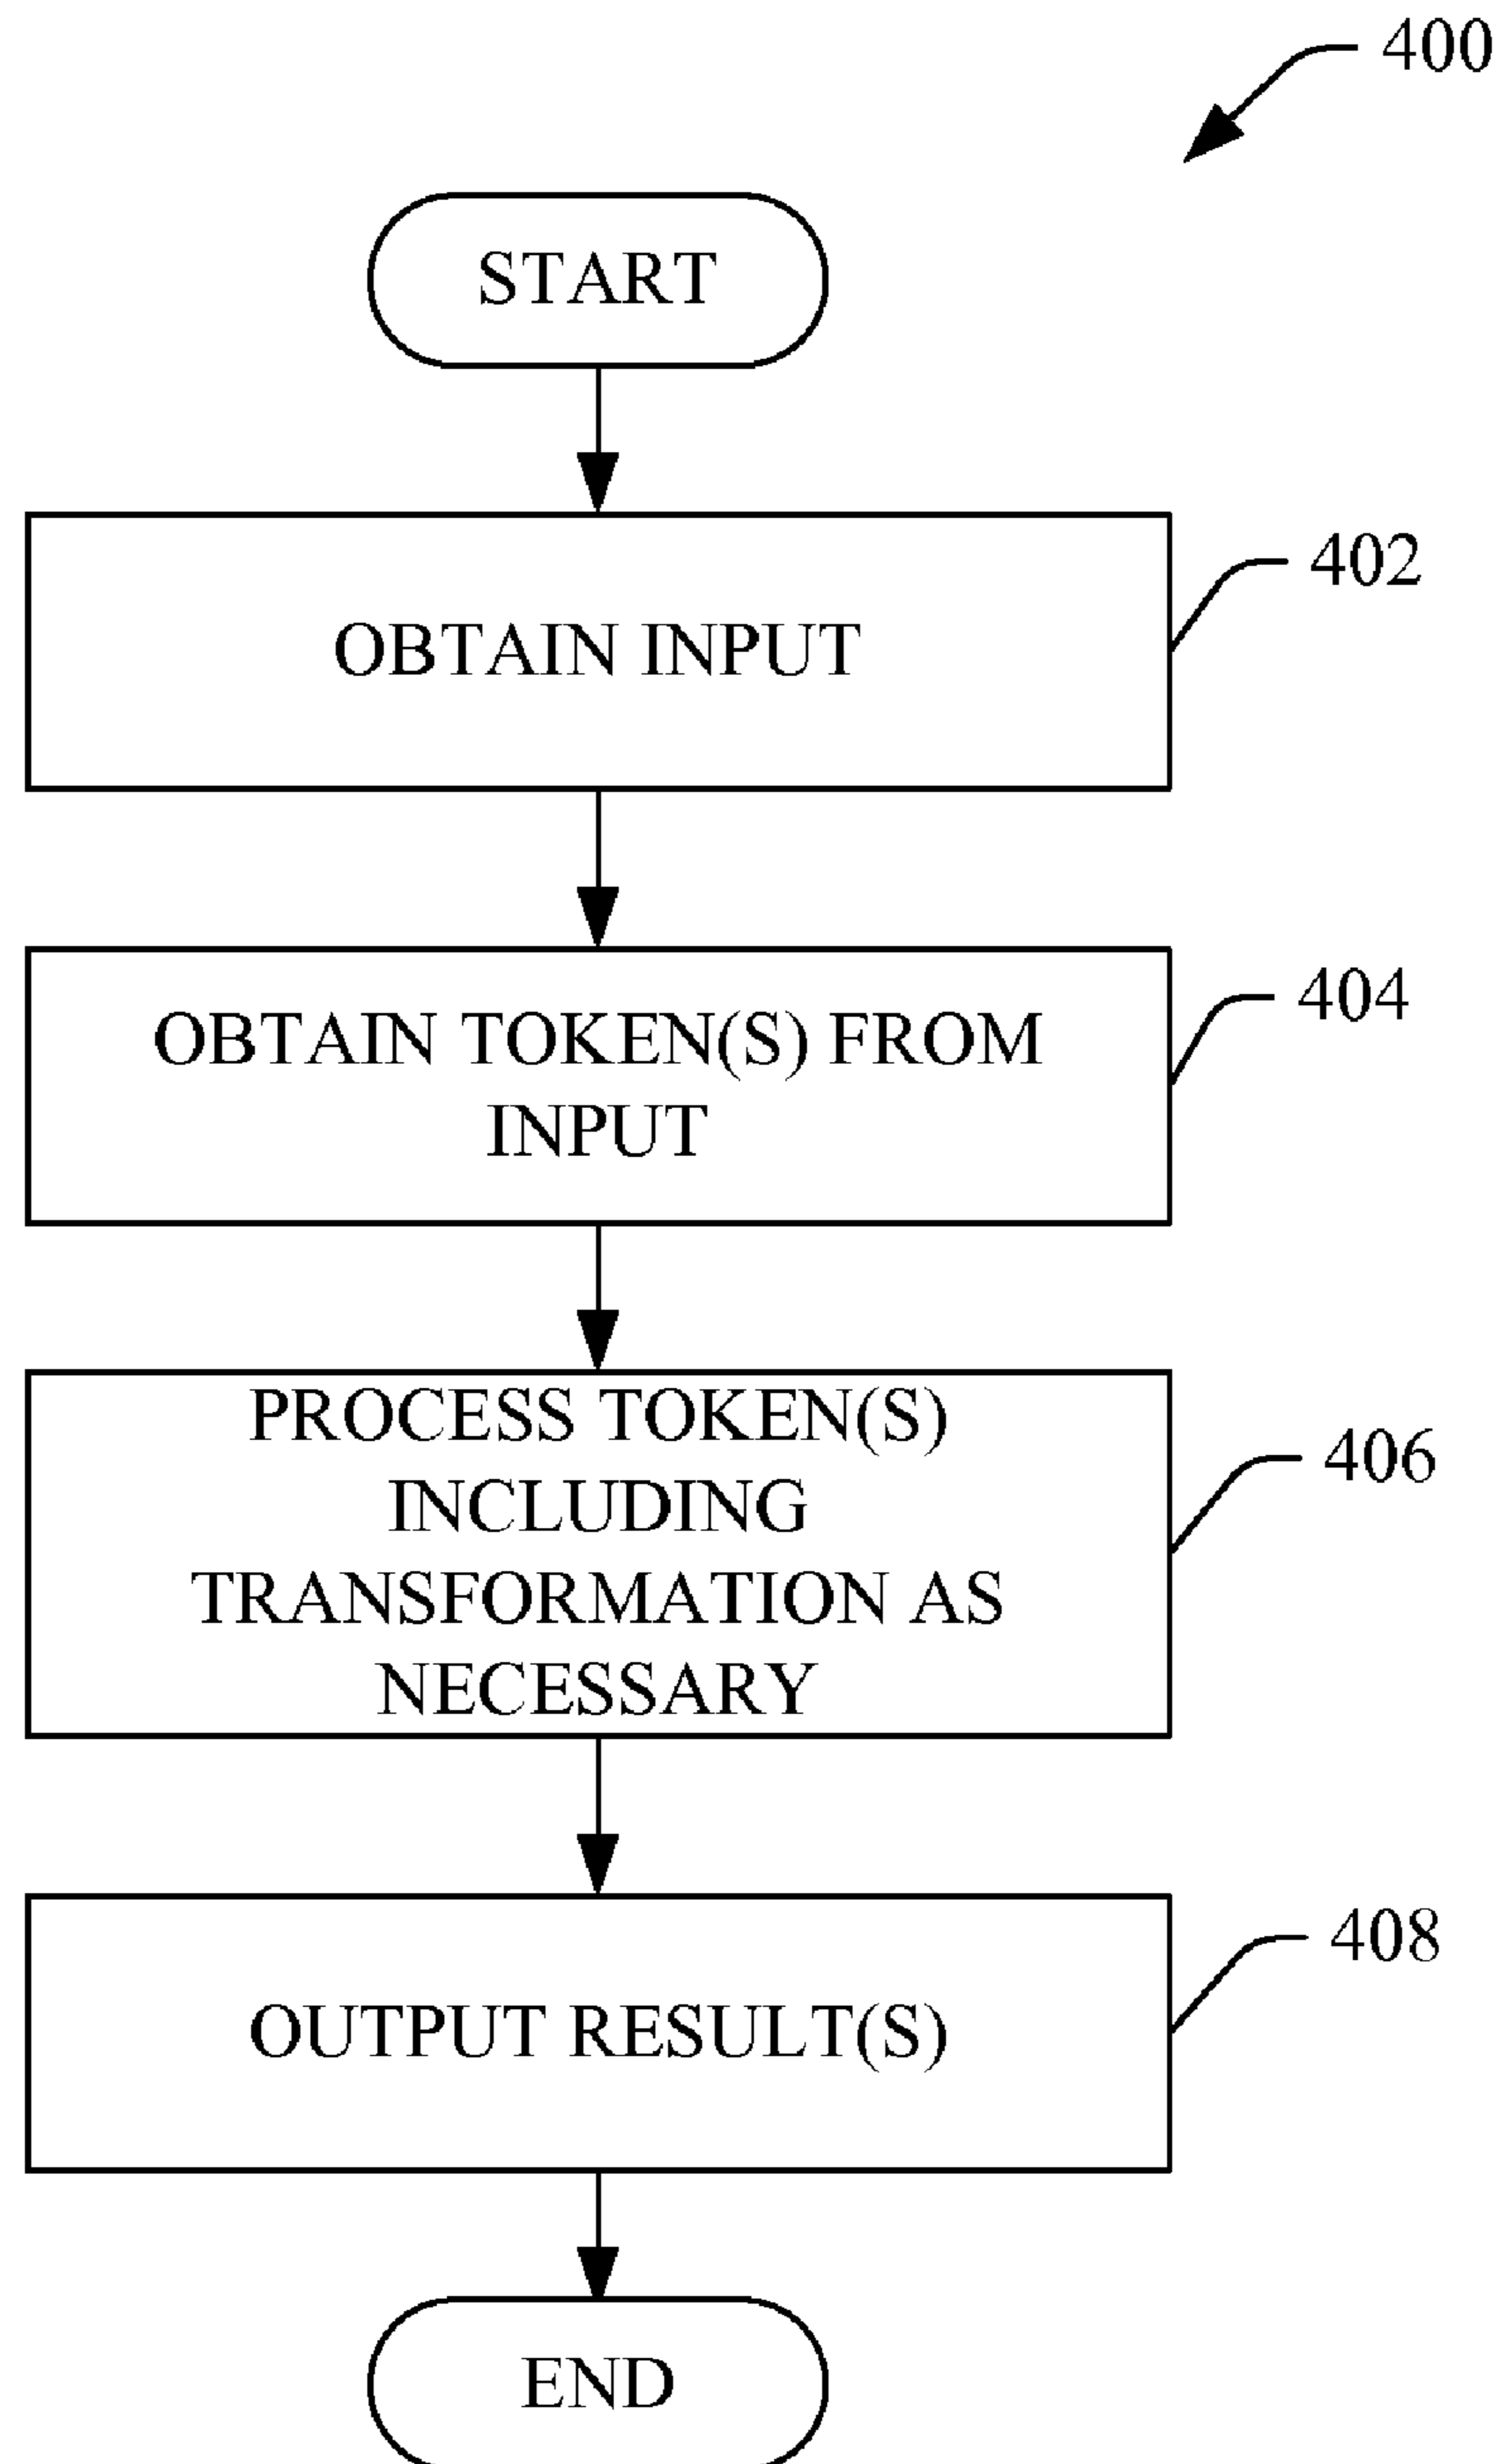 400
START
OBTAIN INPUT
402
OBTAIN TOKEN(S) FROM
INPUT
404
PROCESS TOKEN(S)
INCLUDING
TRANSFORMATION AS
NECESSARY
406
OUTPUT RESULT(S)
408
END